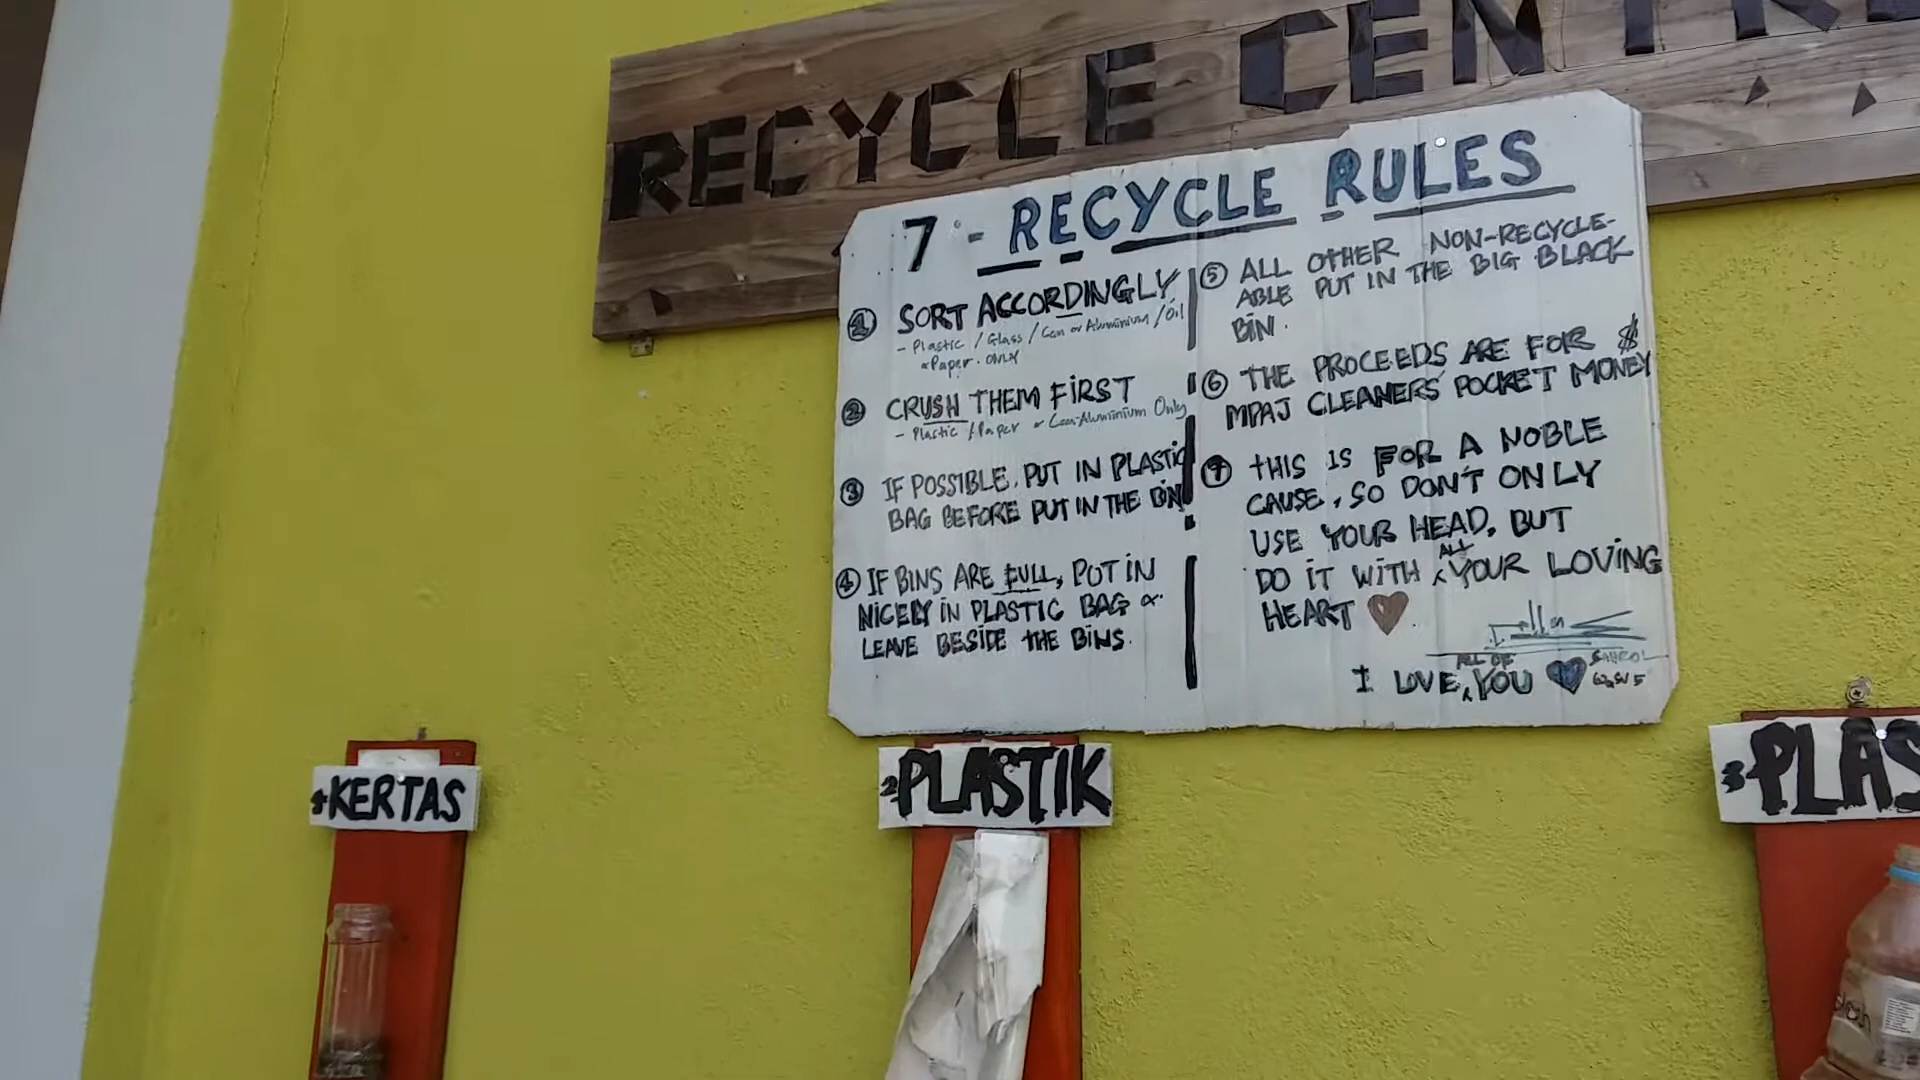 RECYCLE CENTRE
7 - RECYCLE RULES
1 SORT ACCORDINGLY
- Plastic / Glass / Can or Aluminium / Oil
& Paper. ONLY
2 CRUSH THEM FIRST
- Plastic / Paper & Can-Aluminium Only
3 IF POSSIBLE, PUT IN PLASTIC
BAG BEFORE PUT IN THE BIN
4 IF BINS ARE FULL, PUT IN
NICELY IN PLASTIC BAG &
LEAVE BESIDE THE BINS.
5 ALL OTHER NON-RECYCLE-
ABLE PUT IN THE BIG BLACK
BIN.
6 THE PROCEEDS ARE FOR $
MPAJ CLEANERS' POCKET MONEY
7 THIS IS FOR A NOBLE
CAUSE, SO DON'T ONLY
USE YOUR HEAD, BUT
DO IT WITH ALL YOUR LOVING
HEART
I LOVE ALL OF YOU
1 KERTAS
2 PLASTIK
3 PLAS